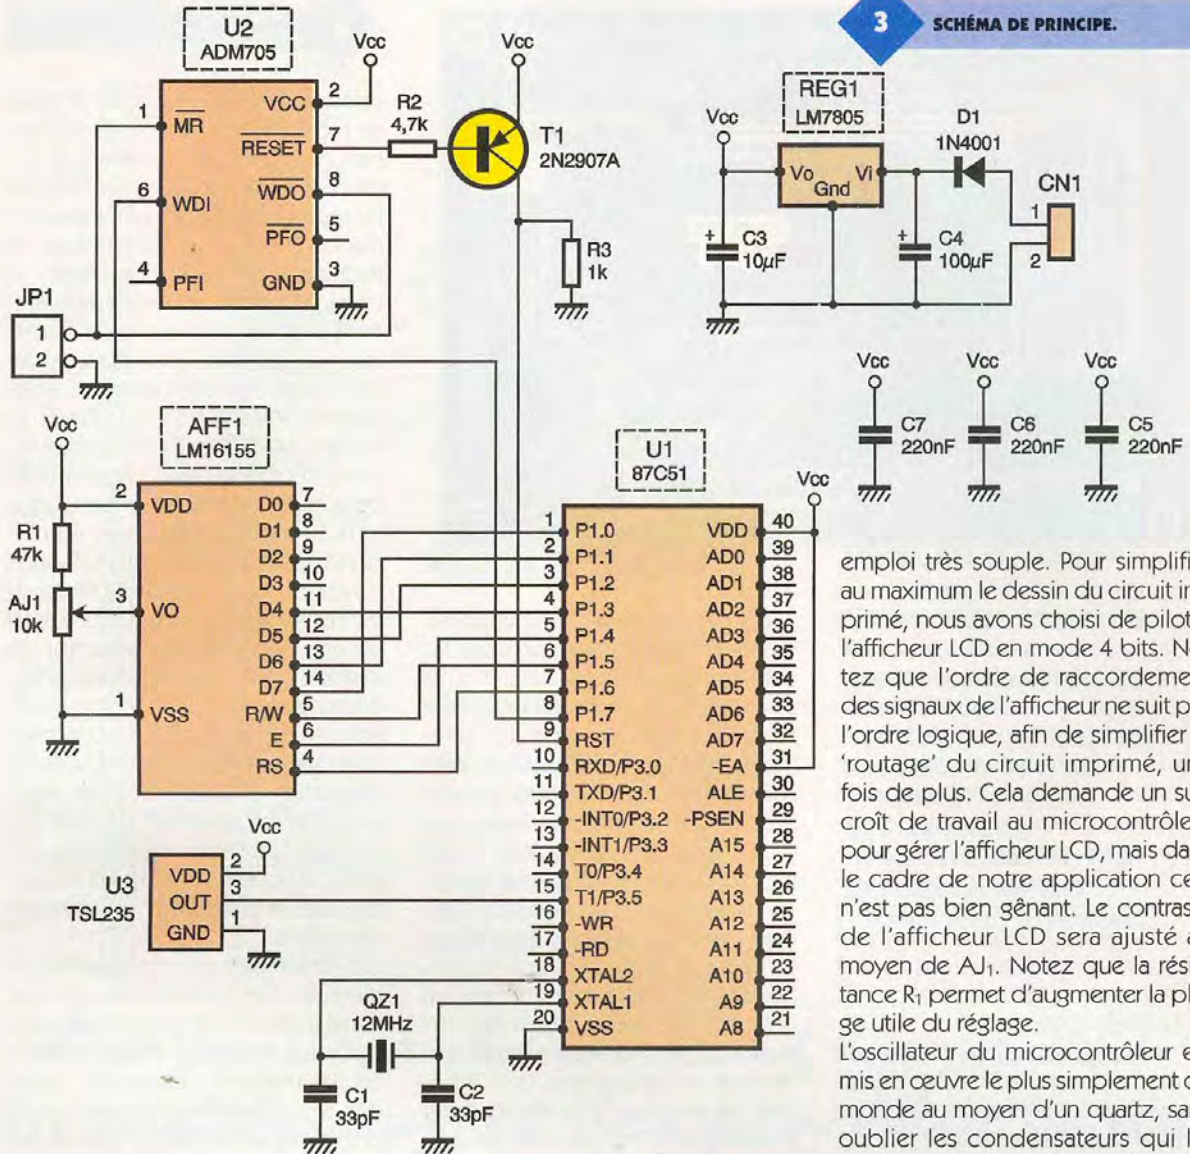 3 SCHÉMA DE PRINCIPE.
U2
ADM705
Vcc
Vcc
1 MR
VCC 2
RESET 7
R2
4,7k
T1
2N2907A
6 WDI
WDO 8
PFO 5
4 PFI
GND 3
R3
1k
JP1
1
2
REG1
LM7805
Vcc
D1
1N4001
Vo Vi
Gnd
CN1
1
2
+ C3
10µF
+ C4
100µF
Vcc Vcc Vcc
C7
220nF
C6
220nF
C5
220nF
Vcc
AFF1
LM16155
2 VDD
R1
47k
AJ1
10k
3 VO
1 VSS
D0 7
D1 8
D2 9
D3 10
D4 11
D5 12
D6 13
D7 14
R/W 5
E 6
RS 4
U1
87C51
Vcc
1 P1.0 VDD 40
2 P1.1 AD0 39
3 P1.2 AD1 38
4 P1.3 AD2 37
5 P1.4 AD3 36
6 P1.5 AD4 35
7 P1.6 AD5 34
8 P1.7 AD6 33
9 RST AD7 32
10 RXD/P3.0 -EA 31
11 TXD/P3.1 ALE 30
12 -INT0/P3.2 -PSEN 29
13 -INT1/P3.3 A15 28
14 T0/P3.4 A14 27
15 T1/P3.5 A13 26
16 -WR A12 25
17 -RD A11 24
18 XTAL2 A10 23
19 XTAL1 A9 22
20 VSS A8 21
U3
TSL235
Vcc
VDD 2
OUT 3
GND 1
QZ1
12MHz
C1
33pF
C2
33pF
emploi très souple. Pour simplifi
au maximum le dessin du circuit i
primé, nous avons choisi de pilot
l'afficheur LCD en mode 4 bits. N
tez que l'ordre de raccordeme
des signaux de l'afficheur ne suit p
l'ordre logique, afin de simplifier
'routage' du circuit imprimé, un
fois de plus. Cela demande un su
croît de travail au microcontrôle
pour gérer l'afficheur LCD, mais da
le cadre de notre application ce
n'est pas bien gênant. Le contras
de l'afficheur LCD sera ajusté a
moyen de AJ1. Notez que la rési
tance R1 permet d'augmenter la pl
ge utile du réglage.
L'oscillateur du microcontrôleur e
mis en œuvre le plus simplement d
monde au moyen d'un quartz, sa
oublier les condensateurs qui l